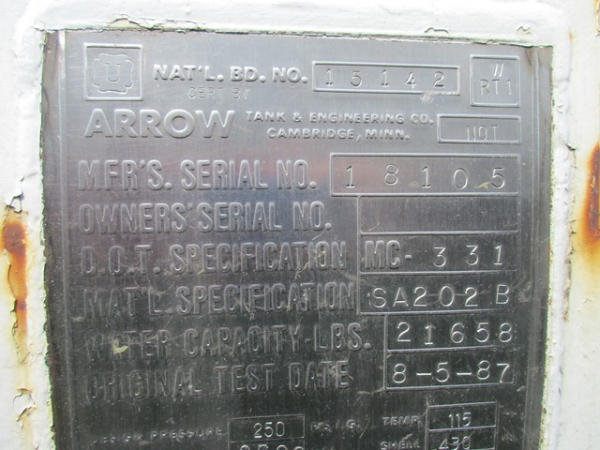 U NAT'L. BD. NO. 15142 W RT1
CERT BY
ARROW TANK & ENGINEERING CO.
CAMBRIDGE, MINN.
M.F.R'S. SERIAL NO. 18105
OWNERS' SERIAL NO.
D.O.T. SPECIFICATION MC-331
MAT'L. SPECIFICATION SA202B
WATER CAPACITY LBS. 21658
ORIGINAL TEST DATE 8-5-87
DESIGN PRESSURE 250 TEMP. 115
SHELL 430